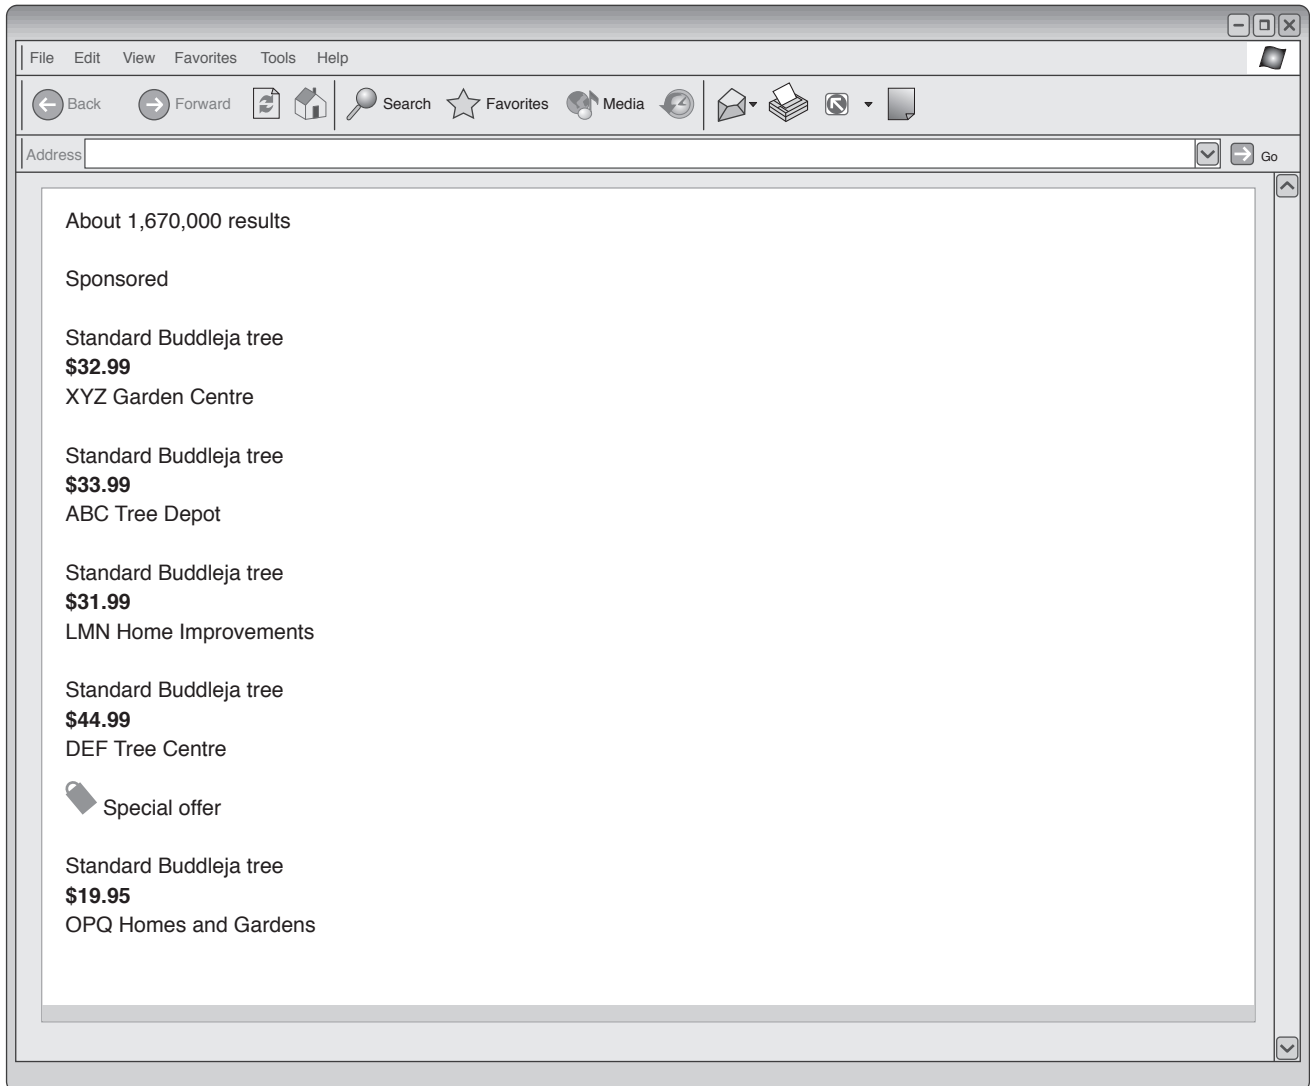 File Edit View Favorites Tools Help
Back Forward Search Favorites Media
Address Go
About 1,670,000 results
Sponsored
Standard Buddleja tree
$32.99
XYZ Garden Centre
Standard Buddleja tree
$33.99
ABC Tree Depot
Standard Buddleja tree
$31.99
LMN Home Improvements
Standard Buddleja tree
$44.99
DEF Tree Centre
Special offer
Standard Buddleja tree
$19.95
OPQ Homes and Gardens